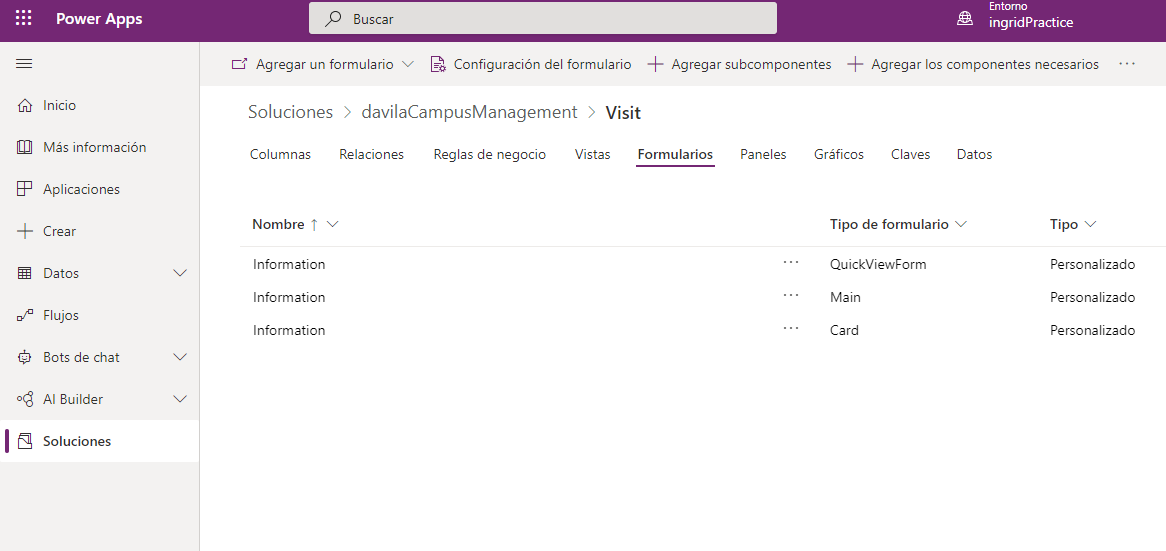 Power Apps
Buscar
Entorno
ingridPractice
Agregar un formulario
Configuración del formulario
Agregar subcomponentes
Agregar los componentes necesarios
Inicio
Más información
Aplicaciones
Crear
Datos
Flujos
Bots de chat
AI Builder
Soluciones
Soluciones > davilaCampusManagement > Visit
Columnas Relaciones Reglas de negocio Vistas Formularios Paneles Gráficos Claves Datos
Nombre ↑ Tipo de formulario Tipo
Information ... QuickViewForm Personalizado
Information ... Main Personalizado
Information ... Card Personalizado